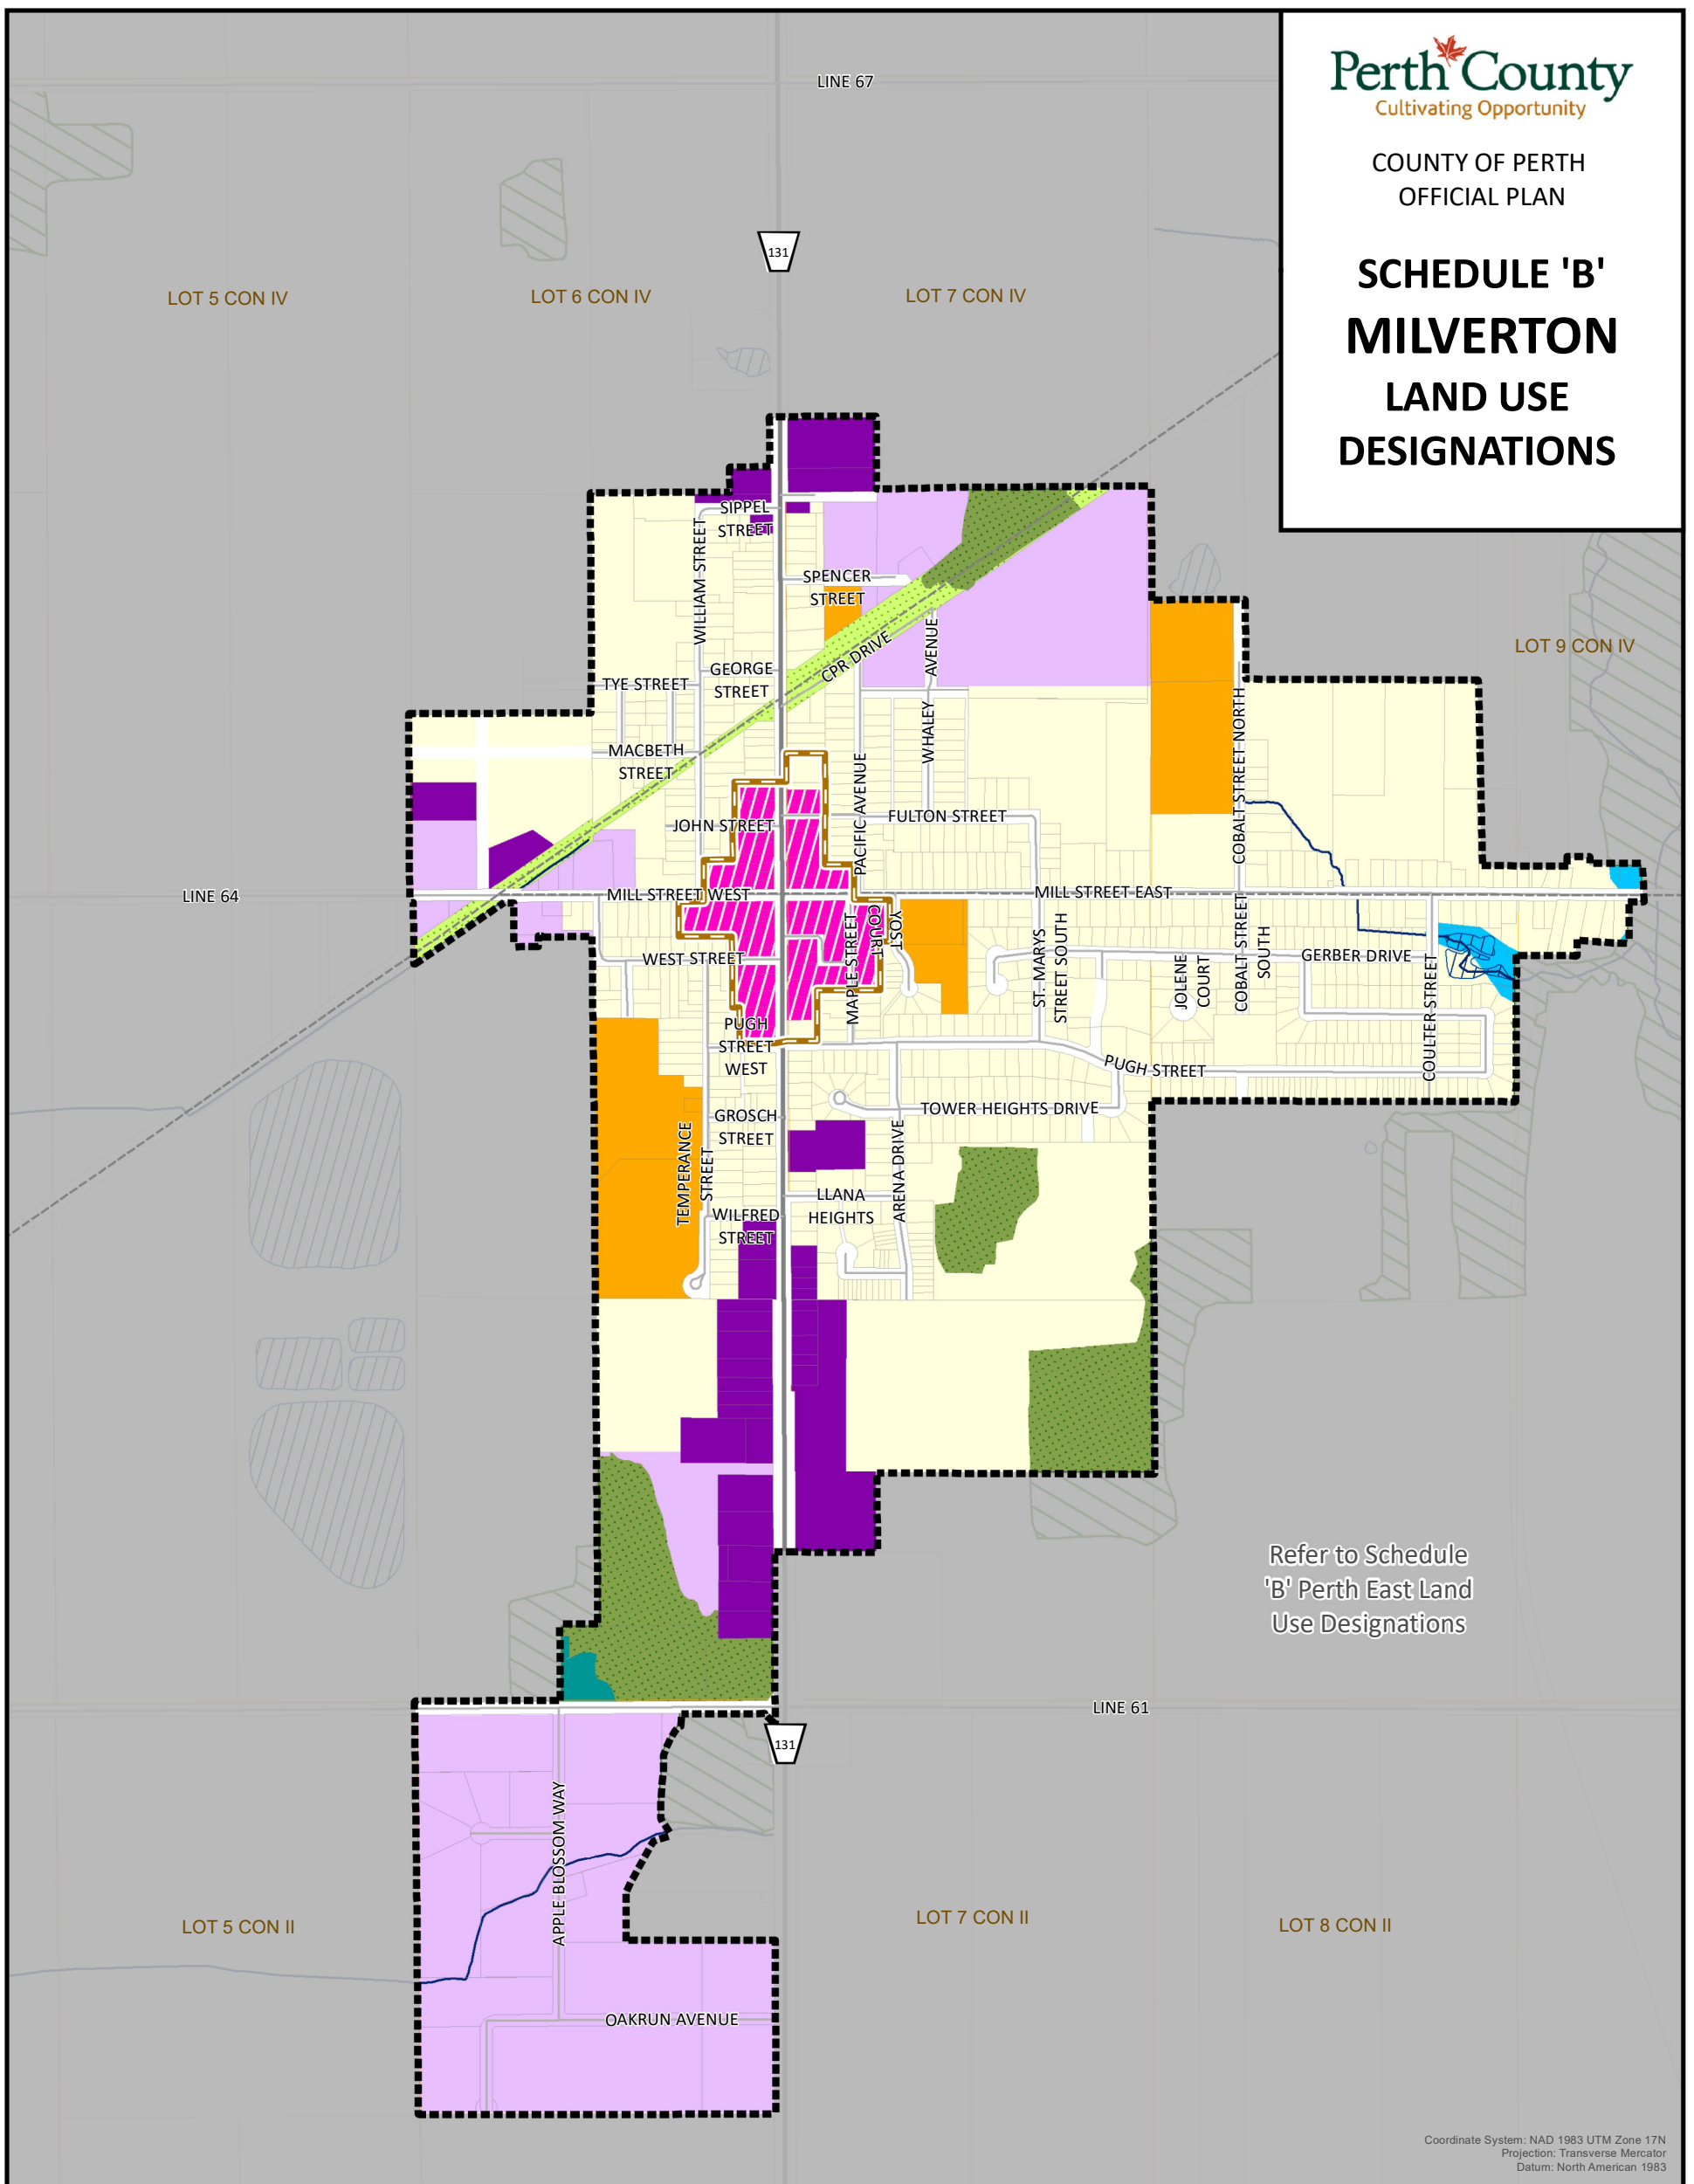 Perth County
Cultivating Opportunity
COUNTY OF PERTH
OFFICIAL PLAN
SCHEDULE 'B'
MILVERTON
LAND USE
DESIGNATIONS
LINE 67
131
LOT 5 CON IV
LOT 6 CON IV
LOT 7 CON IV
SIPPEL
STREET
WILLIAM STREET
SPENCER
STREET
LOT 9 CON IV
CPR DRIVE
AVENUE
WHALEY
GEORGE
STREET
TYE STREET
MACBETH
STREET
COBALT STREET NORTH
PACIFIC AVENUE
JOHN STREET
FULTON STREET
LINE 64
MILL STREET WEST
MILL STREET EAST
MAPLE STREET
COURT
YOST
ST. MARYS
STREET SOUTH
JOLENE
COURT
COBALT STREET
SOUTH
WEST STREET
GERBER DRIVE
COULTER STREET
PUGH
STREET
WEST
PUGH STREET
TOWER HEIGHTS DRIVE
GROSCH
STREET
TEMPERANCE
STREET
ARENA DRIVE
LLANA
HEIGHTS
WILFRED
STREET
Refer to Schedule
'B' Perth East Land
Use Designations
LINE 61
131
APPLE BLOSSOM WAY
LOT 5 CON II
LOT 7 CON II
LOT 8 CON II
OAKRUN AVENUE
Coordinate System: NAD 1983 UTM Zone 17N
Projection: Transverse Mercator
Datum: North American 1983